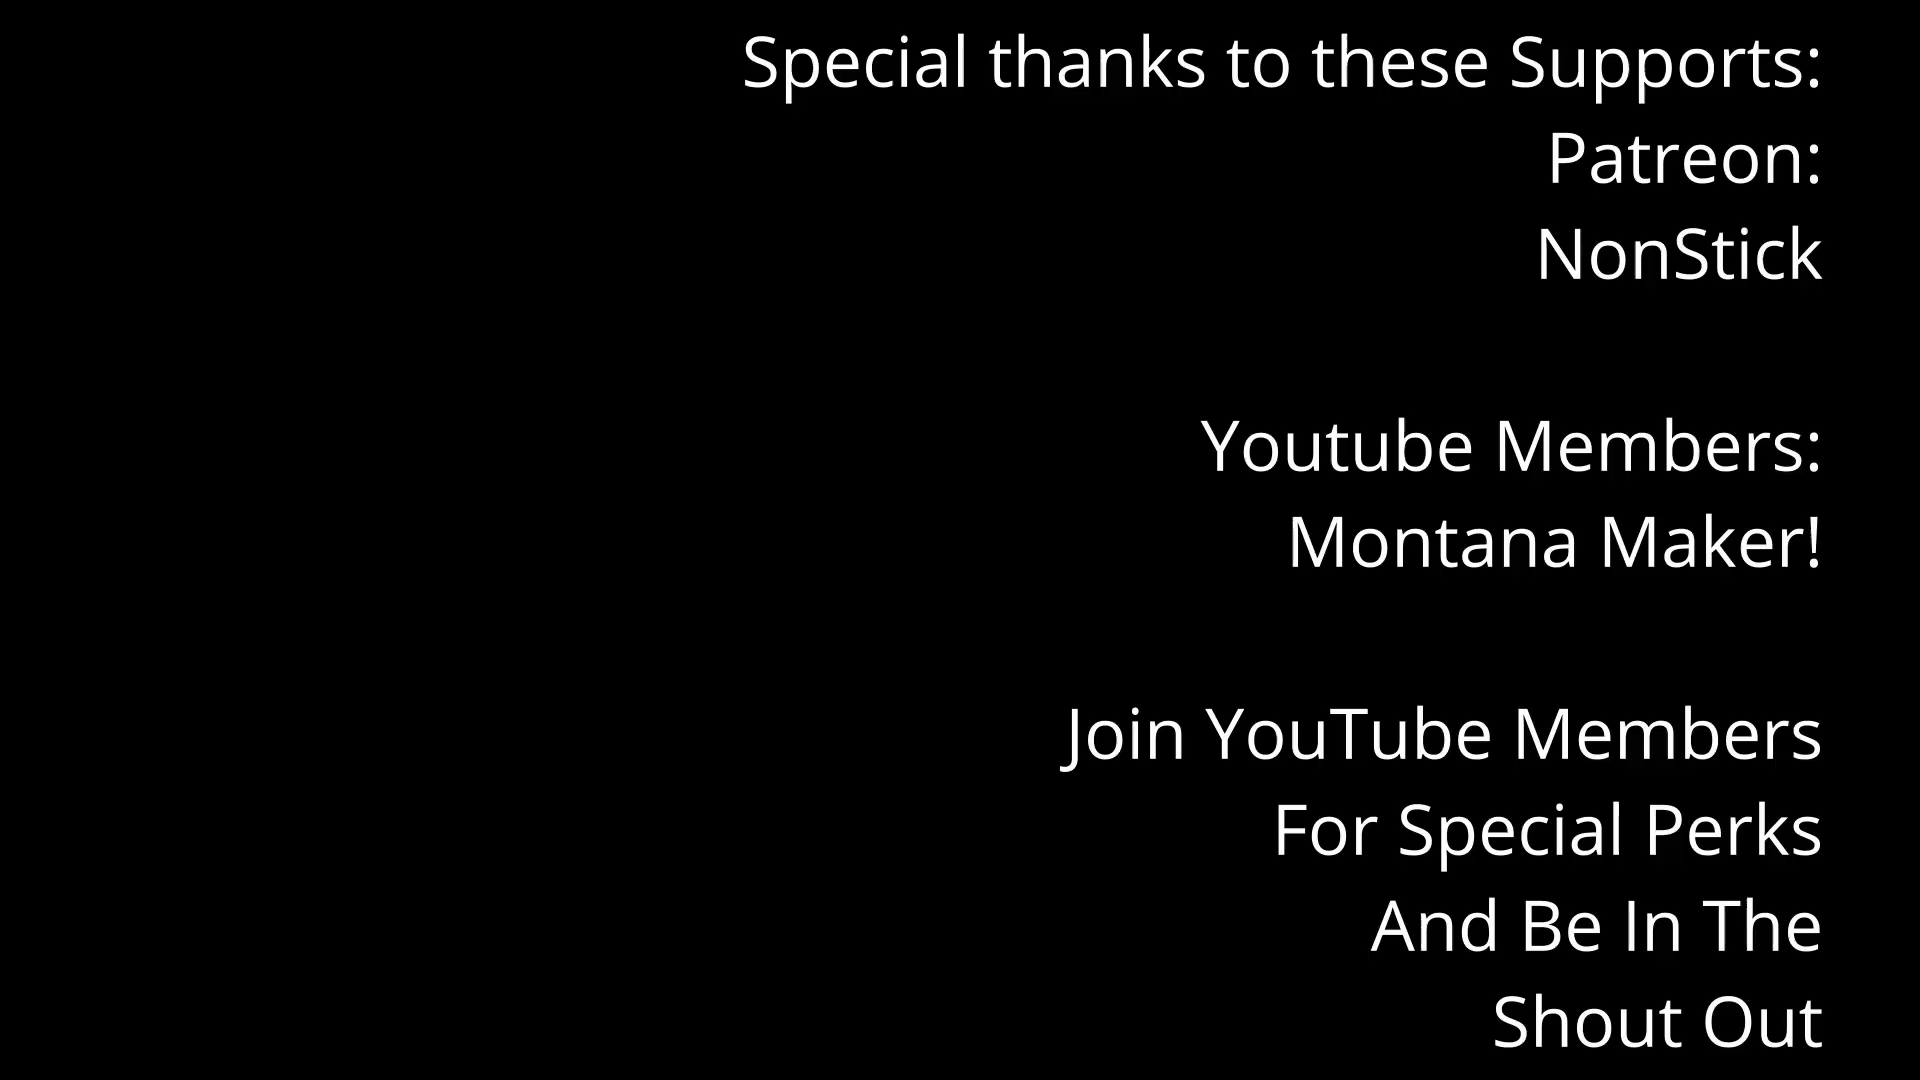 Special thanks to these Supports:
Patreon:
NonStick
Youtube Members:
Montana Maker!
Join YouTube Members
For Special Perks
And Be In The
Shout Out